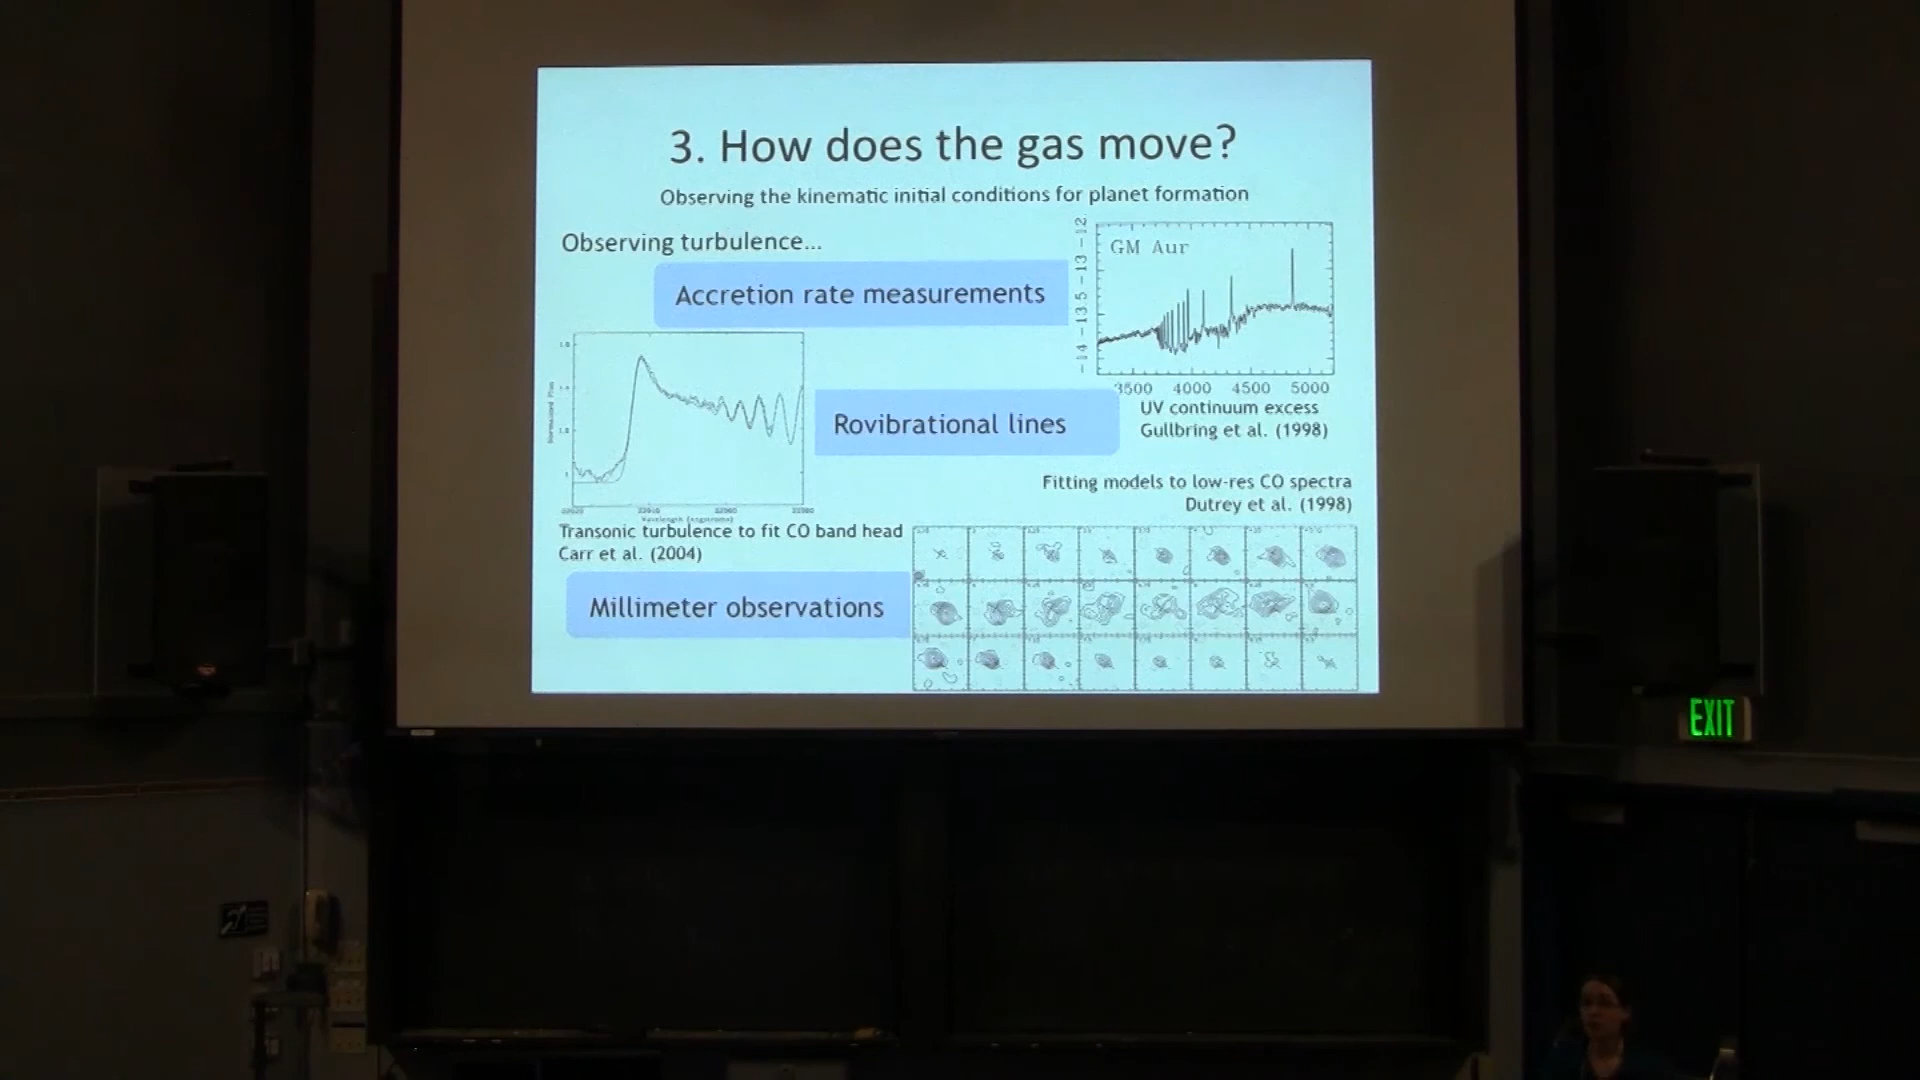 3. How does the gas move?
Observing the kinematic initial conditions for planet formation
Observing turbulence...
Accretion rate measurements
GM Aur
-14 -13.5 -13 -12
3500 4000 4500 5000
UV continuum excess
Gullbring et al. (1998)
Rovibrational lines
Transonic turbulence to fit CO band head
Carr et al. (2004)
Fitting models to low-res CO spectra
Dutrey et al. (1998)
Millimeter observations
EXIT